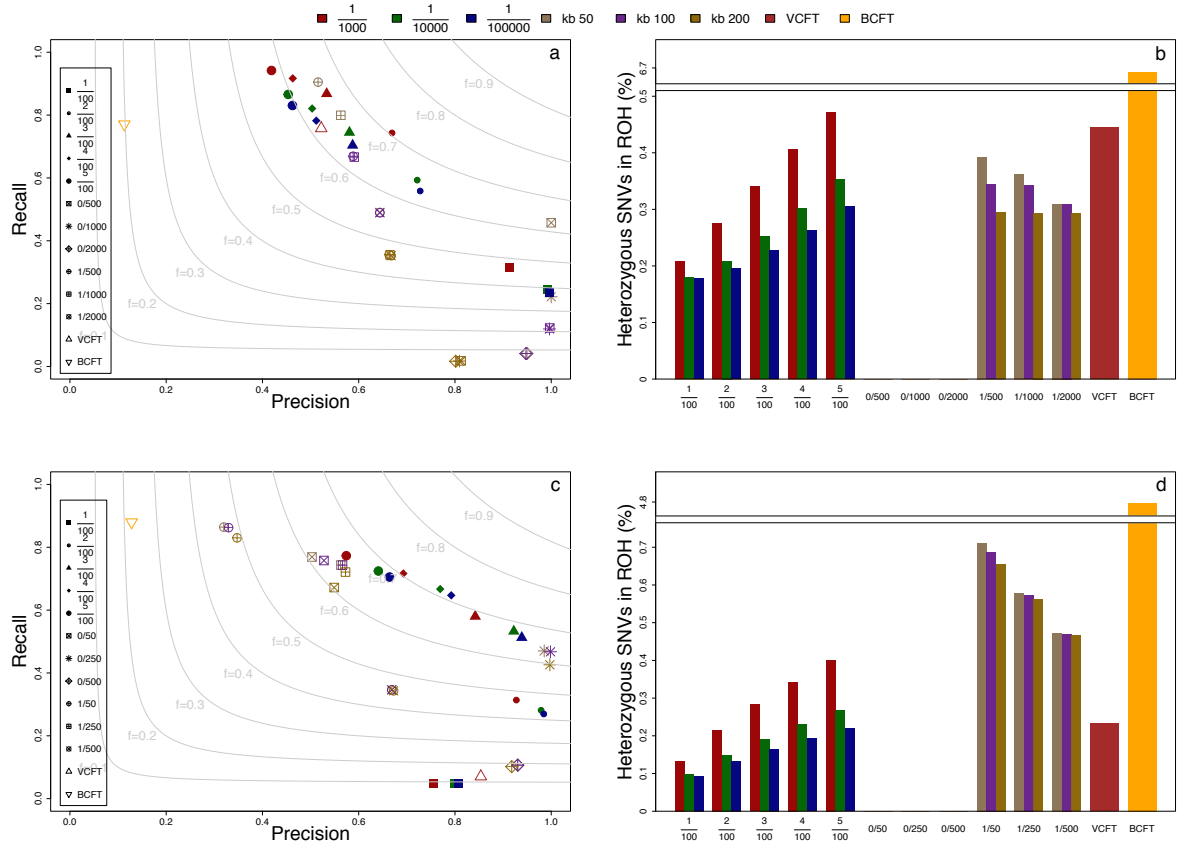 1/1000 1/10000 1/100000 kb 50 kb 100 kb 200 VCFT BCFT
a
Recall
1.0
0.8
0.6
0.4
0.2
0.0
1/100
2/100
3/100
4/100
5/100
0/500
0/1000
0/2000
1/500
1/1000
1/2000
VCFT
BCFT
f=0.9
f=0.8
f=0.7
f=0.6
f=0.5
f=0.4
f=0.3
f=0.2
f=0.1
0.0 0.2 0.4 0.6 0.8 1.0
Precision
b
Heterozygous SNVs in ROH (%)
6.7
0.5
0.4
0.3
0.2
0.1
0
1/100 2/100 3/100 4/100 5/100 0/500 0/1000 0/2000 1/500 1/1000 1/2000 VCFT BCFT
c
Recall
1.0
0.8
0.6
0.4
0.2
0.0
1/100
2/100
3/100
4/100
5/100
0/50
0/250
0/500
1/50
1/250
1/500
VCFT
BCFT
f=0.9
f=0.8
f=0.6
f=0.5
f=0.4
f=0.3
f=0.2
0.0 0.2 0.4 0.6 0.8 1.0
Precision
d
Heterozygous SNVs in ROH (%)
4.8
0.7
0.6
0.5
0.4
0.3
0.2
0.1
0
1/100 2/100 3/100 4/100 5/100 0/50 0/250 0/500 1/50 1/250 1/500 VCFT BCFT